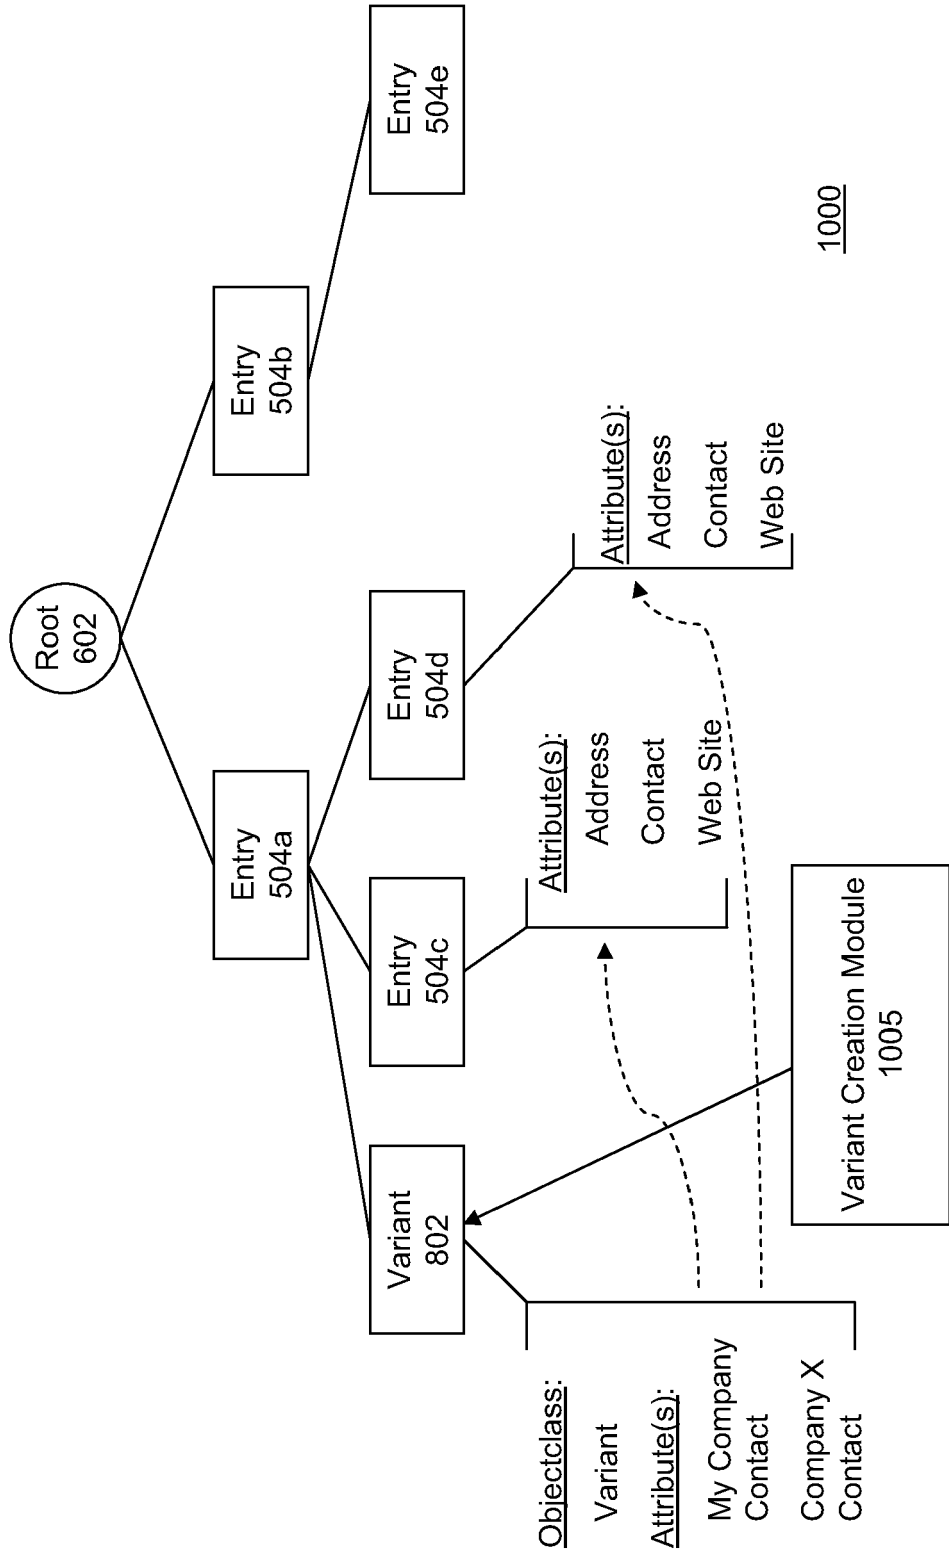 Root
602
Entry
504a
Entry
504b
Variant
802
Entry
504c
Entry
504d
Entry
504e
Objectclass:
Variant
Attribute(s):
My Company
Contact
Company X
Contact
Attribute(s):
Address
Contact
Web Site
Attribute(s):
Address
Contact
Web Site
Variant Creation Module
1005
1000